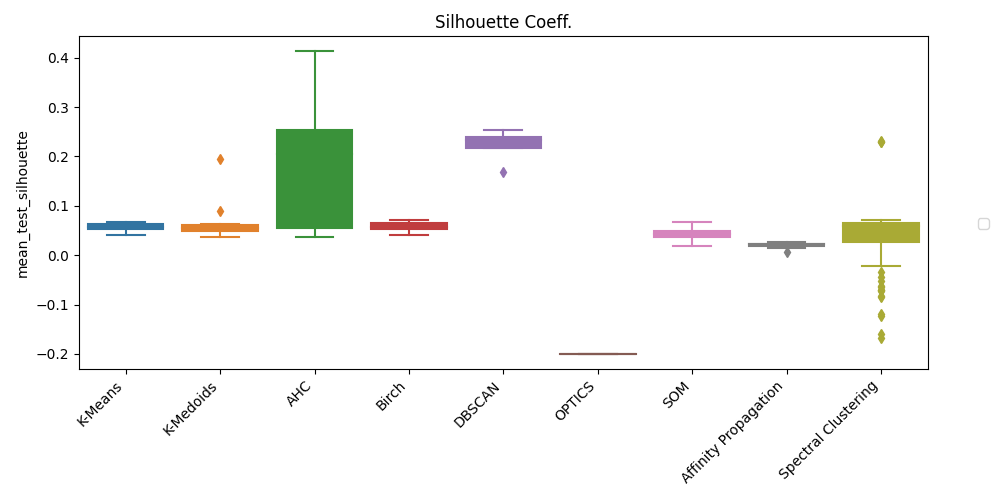 Silhouette Coeff.
mean_test_silhouette
0.4
0.3
0.2
0.1
0.0
−0.1
−0.2
K-Means
K-Medoids
AHC
Birch
DBSCAN
OPTICS
SOM
Affinity Propagation
Spectral Clustering